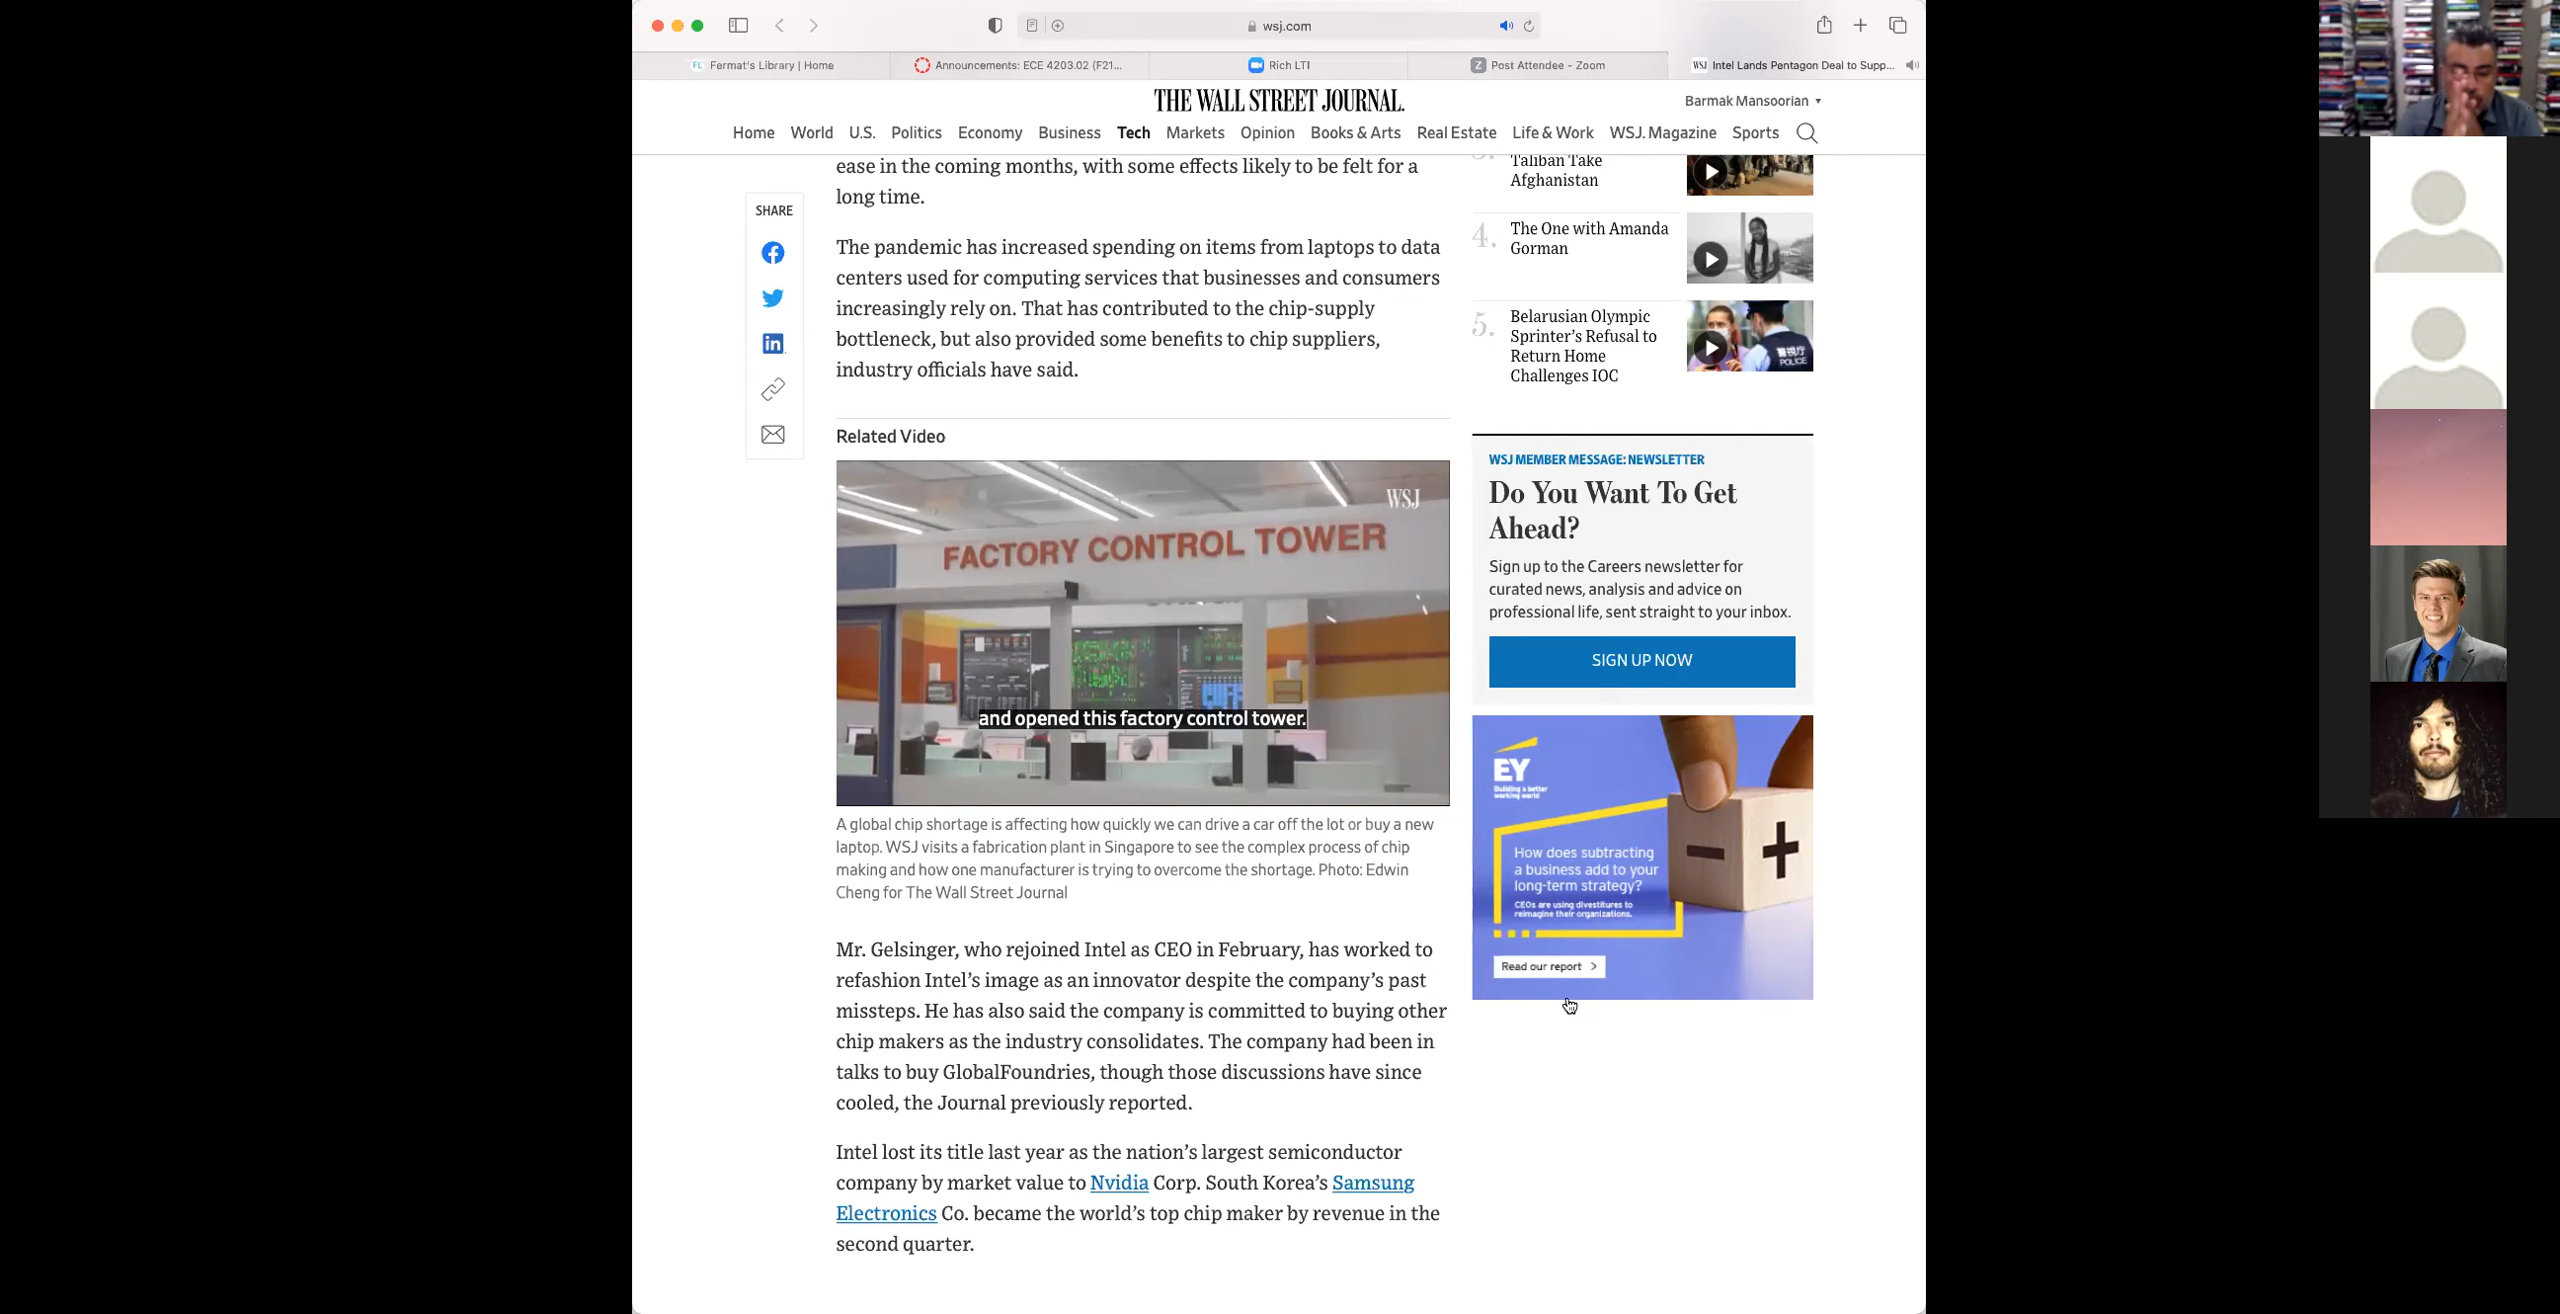 wsj.com
Fermat's Library | Home
Announcements: ECE 4203.02 (F21...
Rich LTI
Z Post Attendee - Zoom
WSJ Intel Lands Pentagon Deal to Supp...
THE WALL STREET JOURNAL.
Barmak Mansoorian
Home World U.S. Politics Economy Business Tech Markets Opinion Books & Arts Real Estate Life & Work WSJ. Magazine Sports
SHARE
ease in the coming months, with some effects likely to be felt for a
long time.
The pandemic has increased spending on items from laptops to data
centers used for computing services that businesses and consumers
increasingly rely on. That has contributed to the chip-supply
bottleneck, but also provided some benefits to chip suppliers,
industry officials have said.
Related Video
WSJ
FACTORY CONTROL TOWER
and opened this factory control tower.
A global chip shortage is affecting how quickly we can drive a car off the lot or buy a new
laptop. WSJ visits a fabrication plant in Singapore to see the complex process of chip
making and how one manufacturer is trying to overcome the shortage. Photo: Edwin
Cheng for The Wall Street Journal
Mr. Gelsinger, who rejoined Intel as CEO in February, has worked to
refashion Intel's image as an innovator despite the company's past
missteps. He has also said the company is committed to buying other
chip makers as the industry consolidates. The company had been in
talks to buy GlobalFoundries, though those discussions have since
cooled, the Journal previously reported.
Intel lost its title last year as the nation's largest semiconductor
company by market value to Nvidia Corp. South Korea's Samsung
Electronics Co. became the world's top chip maker by revenue in the
second quarter.
Taliban Take
Afghanistan
4. The One with Amanda
Gorman
5. Belarusian Olympic
Sprinter's Refusal to
Return Home
Challenges IOC
警視庁
POLICE
WSJ MEMBER MESSAGE: NEWSLETTER
Do You Want To Get
Ahead?
Sign up to the Careers newsletter for
curated news, analysis and advice on
professional life, sent straight to your inbox.
SIGN UP NOW
EY
Building a better
working world
How does subtracting
a business add to your
long-term strategy?
CEOs are using divestitures to
reimagine their organizations.
Read our report >